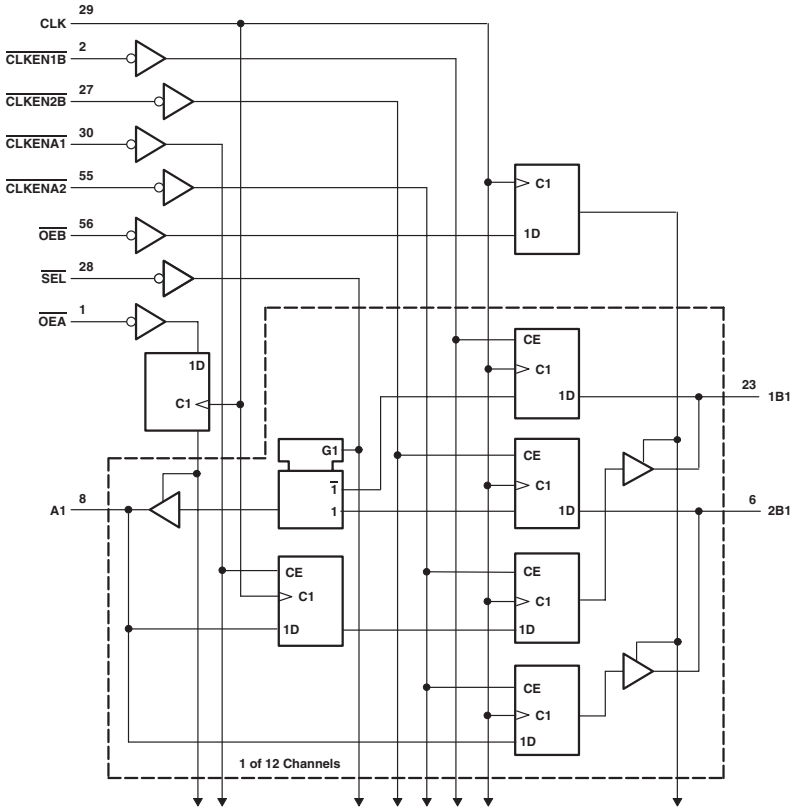 29
CLK
2
CLKEN1B
27
CLKEN2B
30
CLKENA1
55
CLKENA2
C1
56
OEB
1D
28
SEL
1
OEA
1D
CE
C1
C1
23
1D
1B1
G1
CE
1
C1
8
A1
1
1D
6
2B1
CE
C1
1D
CE
C1
1D
CE
C1
1D
1 of 12 Channels